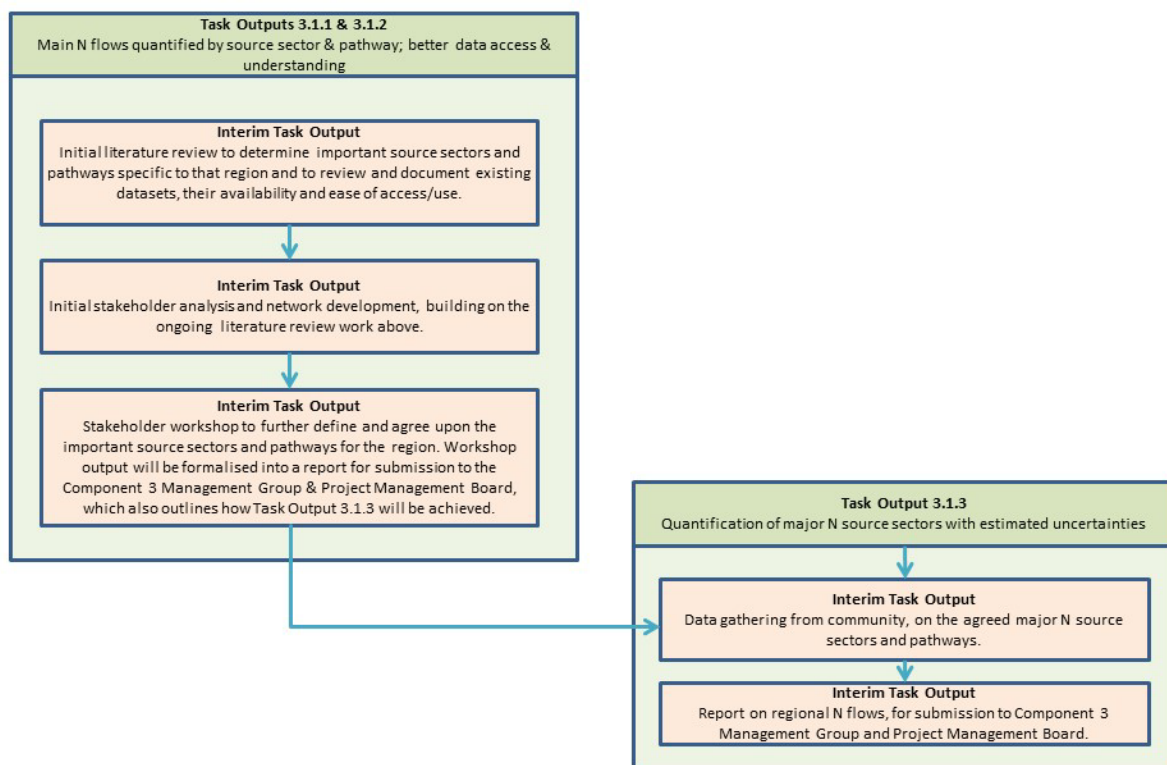 Task Outputs 3.1.1 & 3.1.2
Main N flows quantified by source sector & pathway; better data access &
understanding
Interim Task Output
Initial literature review to determine important source sectors and
pathways specific to that region and to review and document existing
datasets, their availability and ease of access/use.
Interim Task Output
Initial stakeholder analysis and network development, building on the
ongoing literature review work above.
Interim Task Output
Stakeholder workshop to further define and agree upon the
important source sectors and pathways for the region. Workshop
output will be formalised into a report for submission to the
Component 3 Management Group & Project Management Board,
which also outlines how Task Output 3.1.3 will be achieved.
Task Output 3.1.3
Quantification of major N source sectors with estimated uncertainties
Interim Task Output
Data gathering from community, on the agreed major N source
sectors and pathways.
Interim Task Output
Report on regional N flows, for submission to Component 3
Management Group and Project Management Board.